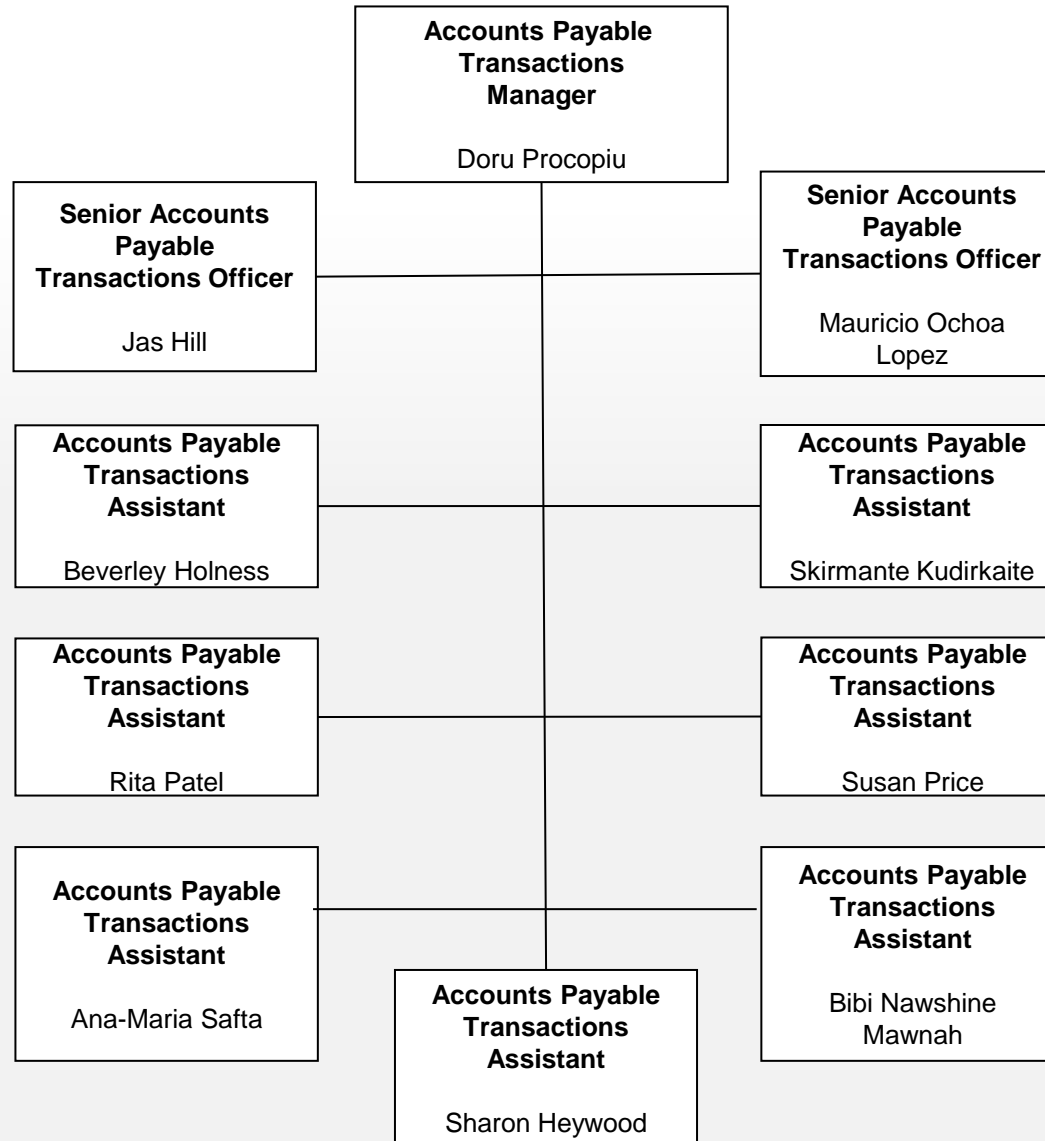 Accounts Payable
Transactions
Manager
Doru Procopiu
Senior Accounts
Payable
Transactions Officer
Jas Hill
Senior Accounts
Payable
Transactions Officer
Mauricio Ochoa
Lopez
Accounts Payable
Transactions
Assistant
Beverley Holness
Accounts Payable
Transactions
Assistant
Skirmante Kudirkaite
Accounts Payable
Transactions
Assistant
Rita Patel
Accounts Payable
Transactions
Assistant
Susan Price
Accounts Payable
Transactions
Assistant
Ana-Maria Safta
Accounts Payable
Transactions
Assistant
Bibi Nawshine
Mawnah
Accounts Payable
Transactions
Assistant
Sharon Heywood